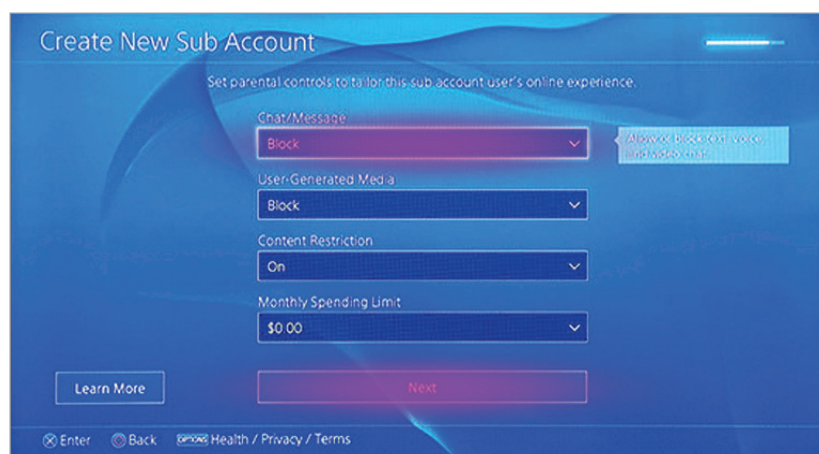 Create New Sub Account
Set parental controls to tailor this sub account user's online experience.
Chat/Message
Block
Allow or block text, voice,
and video chat.
User-Generated Media
Block
Content Restriction
On
Monthly Spending Limit
$0.00
Learn More
Next
Enter Back OPTIONS Health / Privacy / Terms